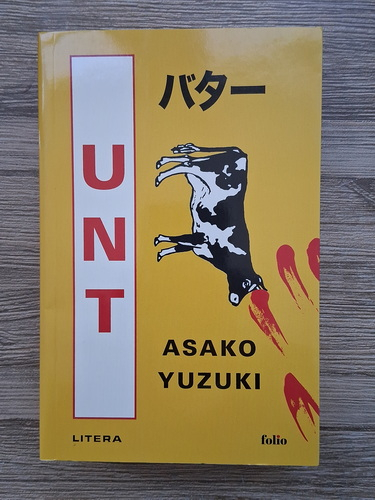 バター
UNT
ASAKO
YUZUKI
LITERA
folio